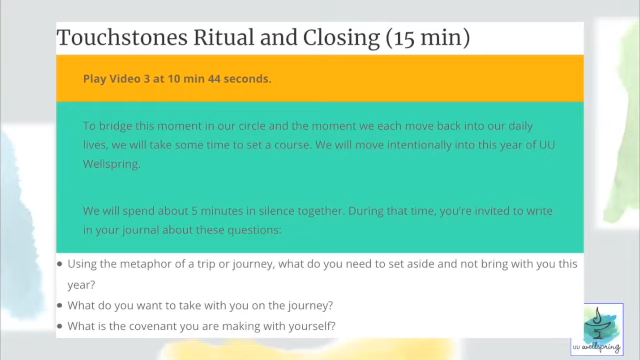 Touchstones Ritual and Closing (15 min)
Play Video 3 at 10 min 44 seconds.
To bridge this moment in our circle and the moment we each move back into our daily
lives, we will take some time to set a course. We will move intentionally into this year of UU
Wellspring.
We will spend about 5 minutes in silence together. During that time, you're invited to write
in your journal about these questions:
• Using the metaphor of a trip or journey, what do you need to set aside and not bring with you this
year?
• What do you want to take with you on the journey?
• What is the covenant you are making with yourself?
UU Wellspring